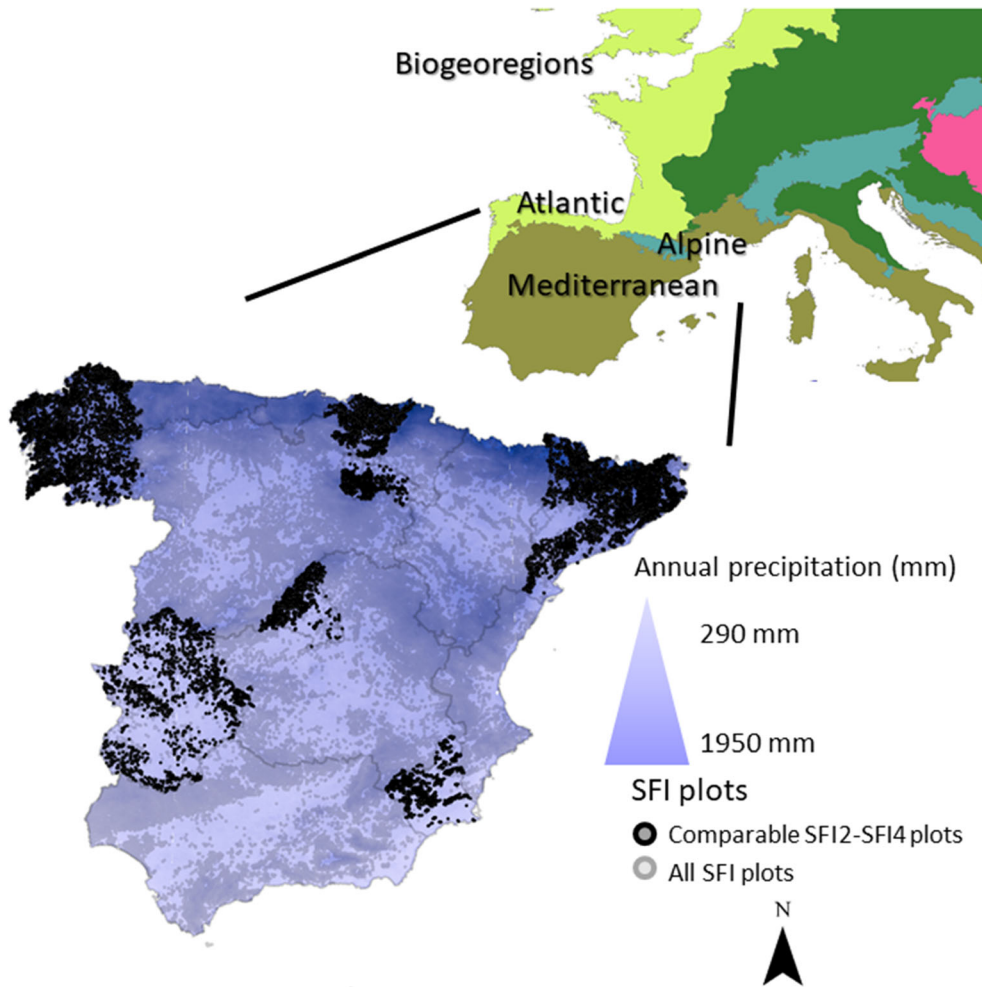 Biogeoregions
Atlantic
Alpine
Mediterranean
Annual precipitation (mm)
290 mm
1950 mm
SFI plots
Comparable SFI2-SFI4 plots
All SFI plots
N